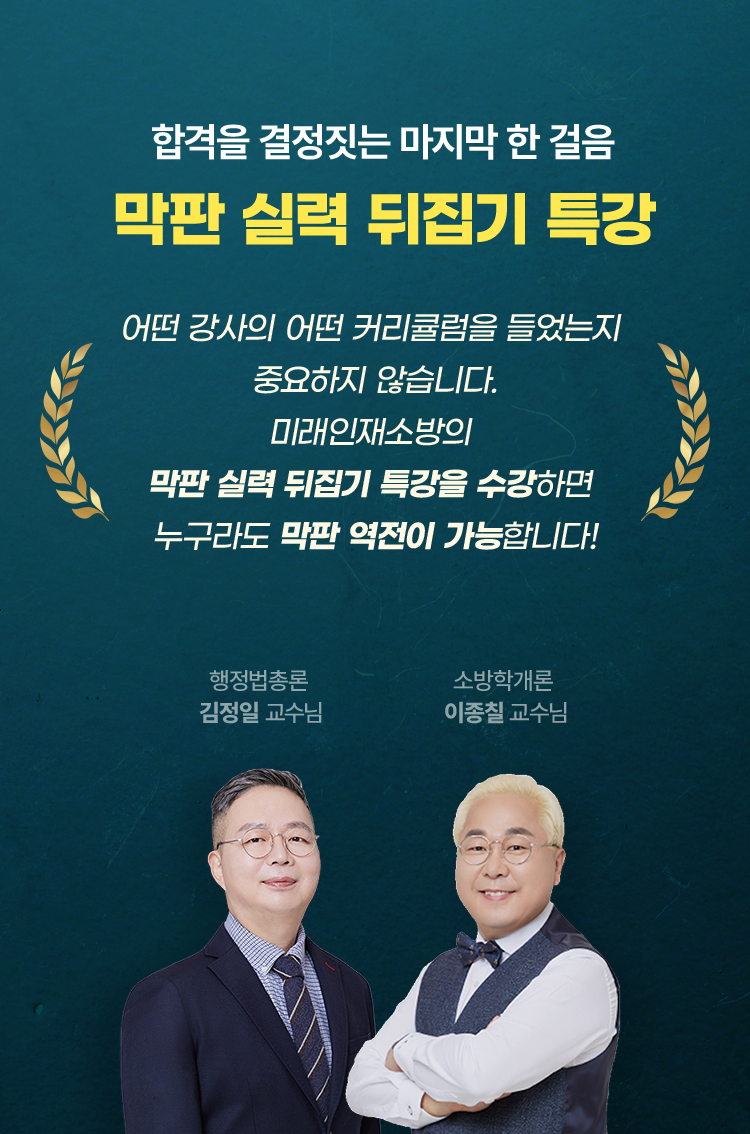 합격을 결정짓는 마지막 한 걸음
막판 실력 뒤집기 특강
어떤 강사의 어떤 커리큘럼을 들었는지
중요하지 않습니다.
미래인재소방의
막판 실력 뒤집기 특강을 수강하면
누구라도 막판 역전이 가능합니다!
행정법총론
김정일 교수님
소방학개론
이종칠 교수님